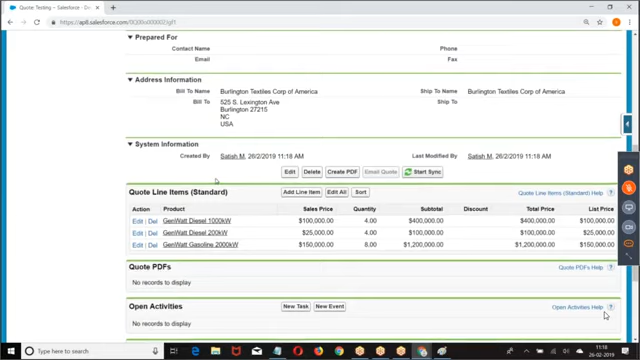 Quote Testing ~ Salesforce - De
https://ap8.salesforce.com/
Prepared For
Contact Name Phone
Email Fax
Address Information
Bill To Name Burlington Textiles Corp of America Ship To Name Burlington Textiles Corp of America
Bill To 525 S. Lexington Ave Ship To
Burlington 27215
NC
USA
System Information
Created By Satish M, 26/2/2019 11:18 AM Last Modified By Satish M, 26/2/2019 11:18 AM
Edit Delete Create PDF Email Quote Start Sync
Quote Line Items (Standard) Add Line Item Edit All Sort Quote Line Items (Standard) Help ?
Action Product Sales Price Quantity Subtotal Discount Total Price List Price
Edit | Del GenWatt Diesel 1000kW $100,000.00 4.00 $400,000.00 $400,000.00 $100,000.00
Edit | Del GenWatt Diesel 200kW $25,000.00 4.00 $100,000.00 $100,000.00 $25,000.00
Edit | Del GenWatt Gasoline 2000kW $150,000.00 8.00 $1,200,000.00 $1,200,000.00 $150,000.00
Quote PDFs Quote PDFs Help ?
No records to display
Open Activities New Task New Event Open Activities Help ?
No records to display
Type here to search
11:18
26-02-2019